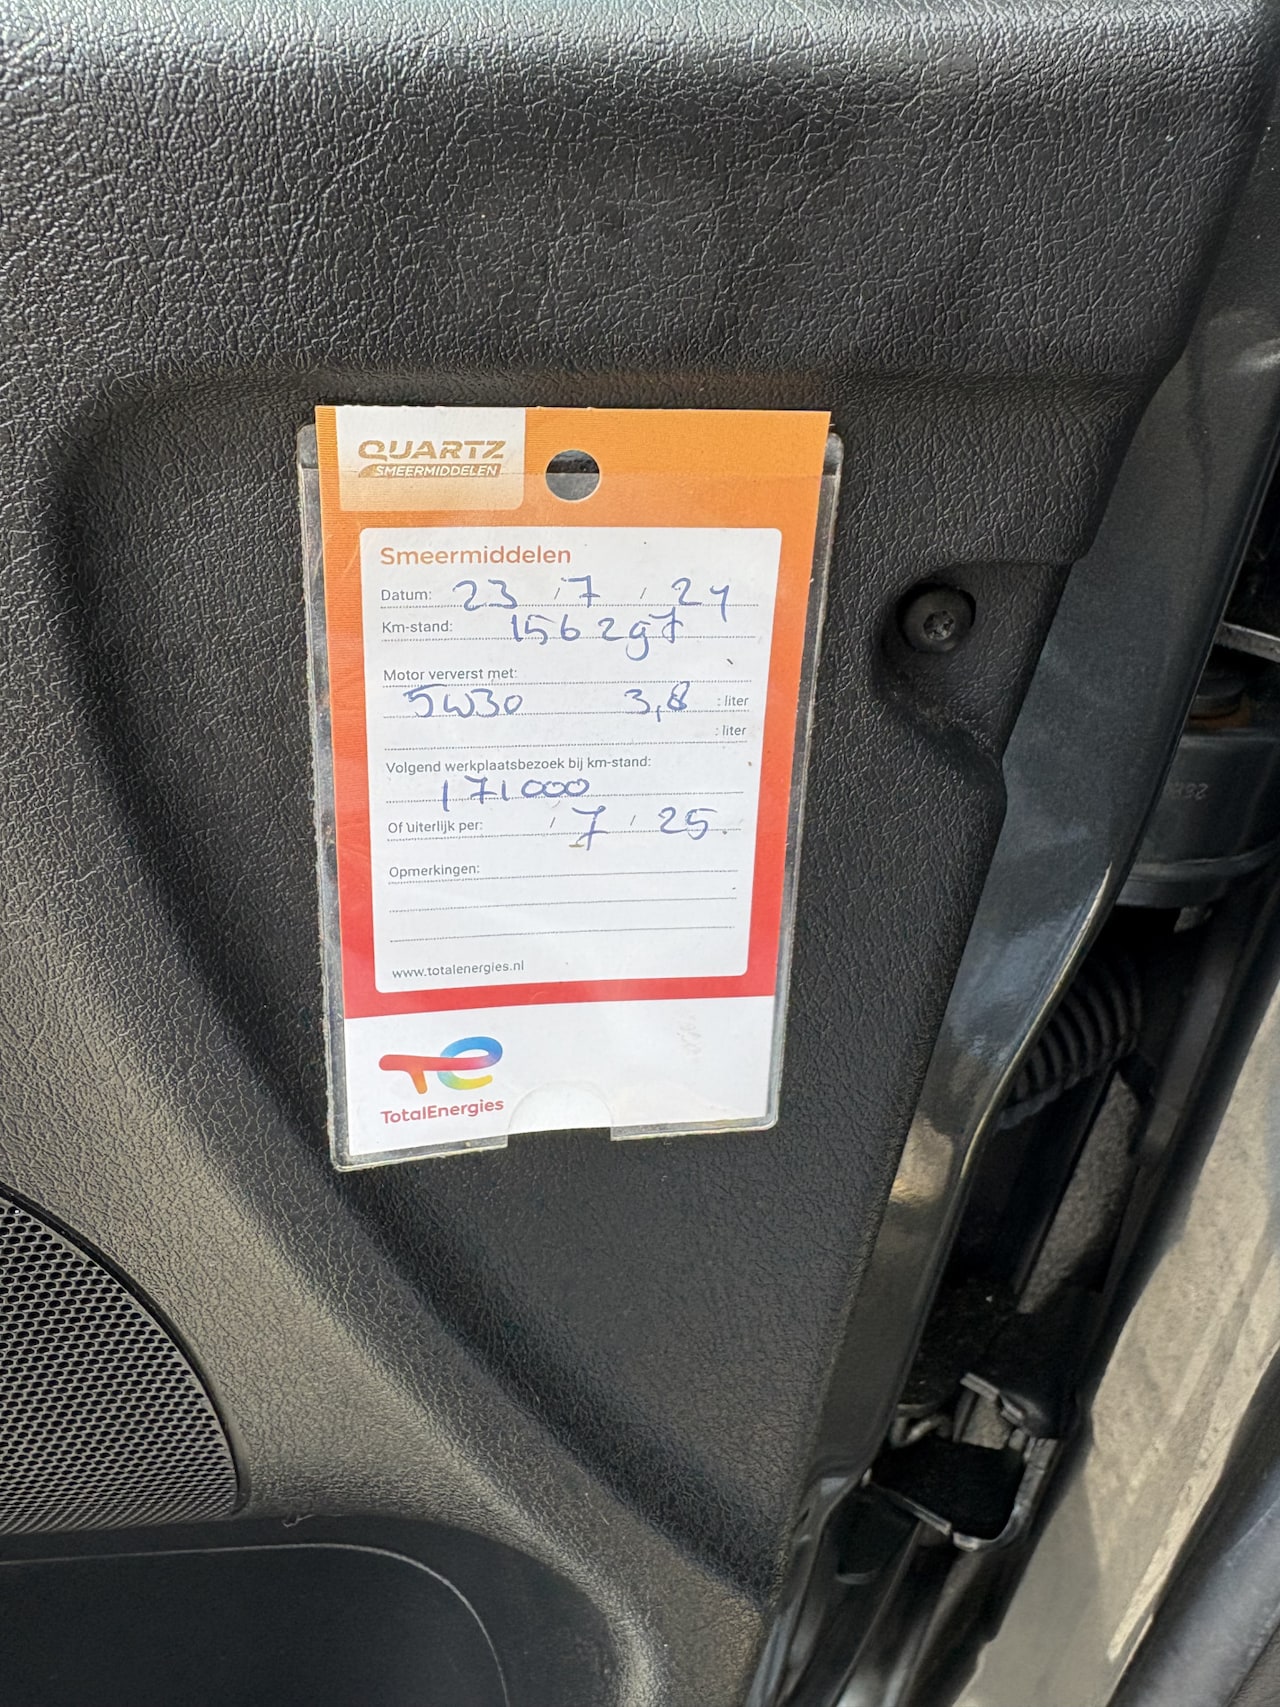 QUARTZ
SMEERMIDDELEN
Smeermiddelen
Datum: 23 / 7 / 24
Km-stand: 156297
Motor ververst met:
5W30 3,8 : liter
: liter
Volgend werkplaatsbezoek bij km-stand:
171000
Of uiterlijk per: / 7 / 25.
Opmerkingen:
www.totalenergies.nl
TotalEnergies